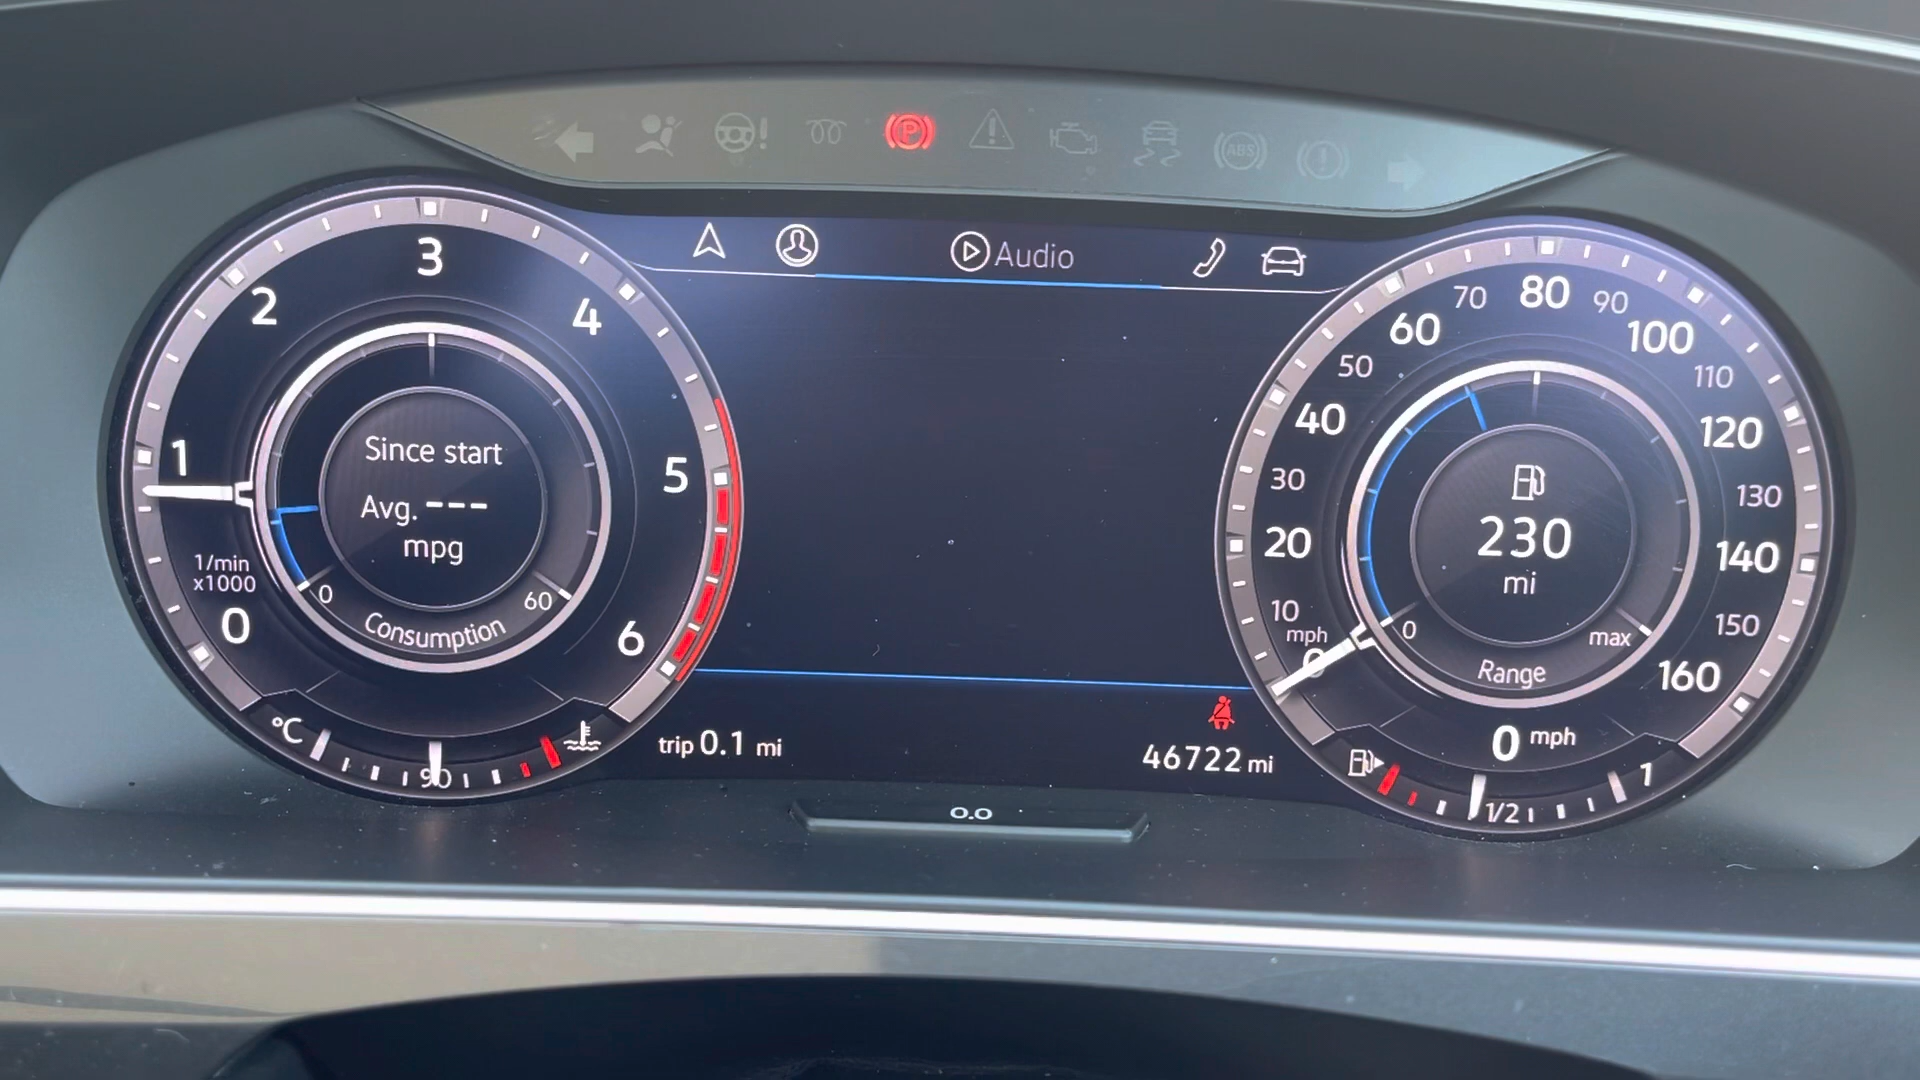 P
ABS
Audio
3
2
4
1
5
0
6
1/min
x1000
Since start
Avg. ---
mpg
0
60
Consumption
°C
90
trip 0.1 mi
46722 mi
0.0
70
80
90
60
100
50
110
40
120
30
130
20
140
10
150
mph
0
160
230
mi
0
max
Range
0 mph
1/2
1